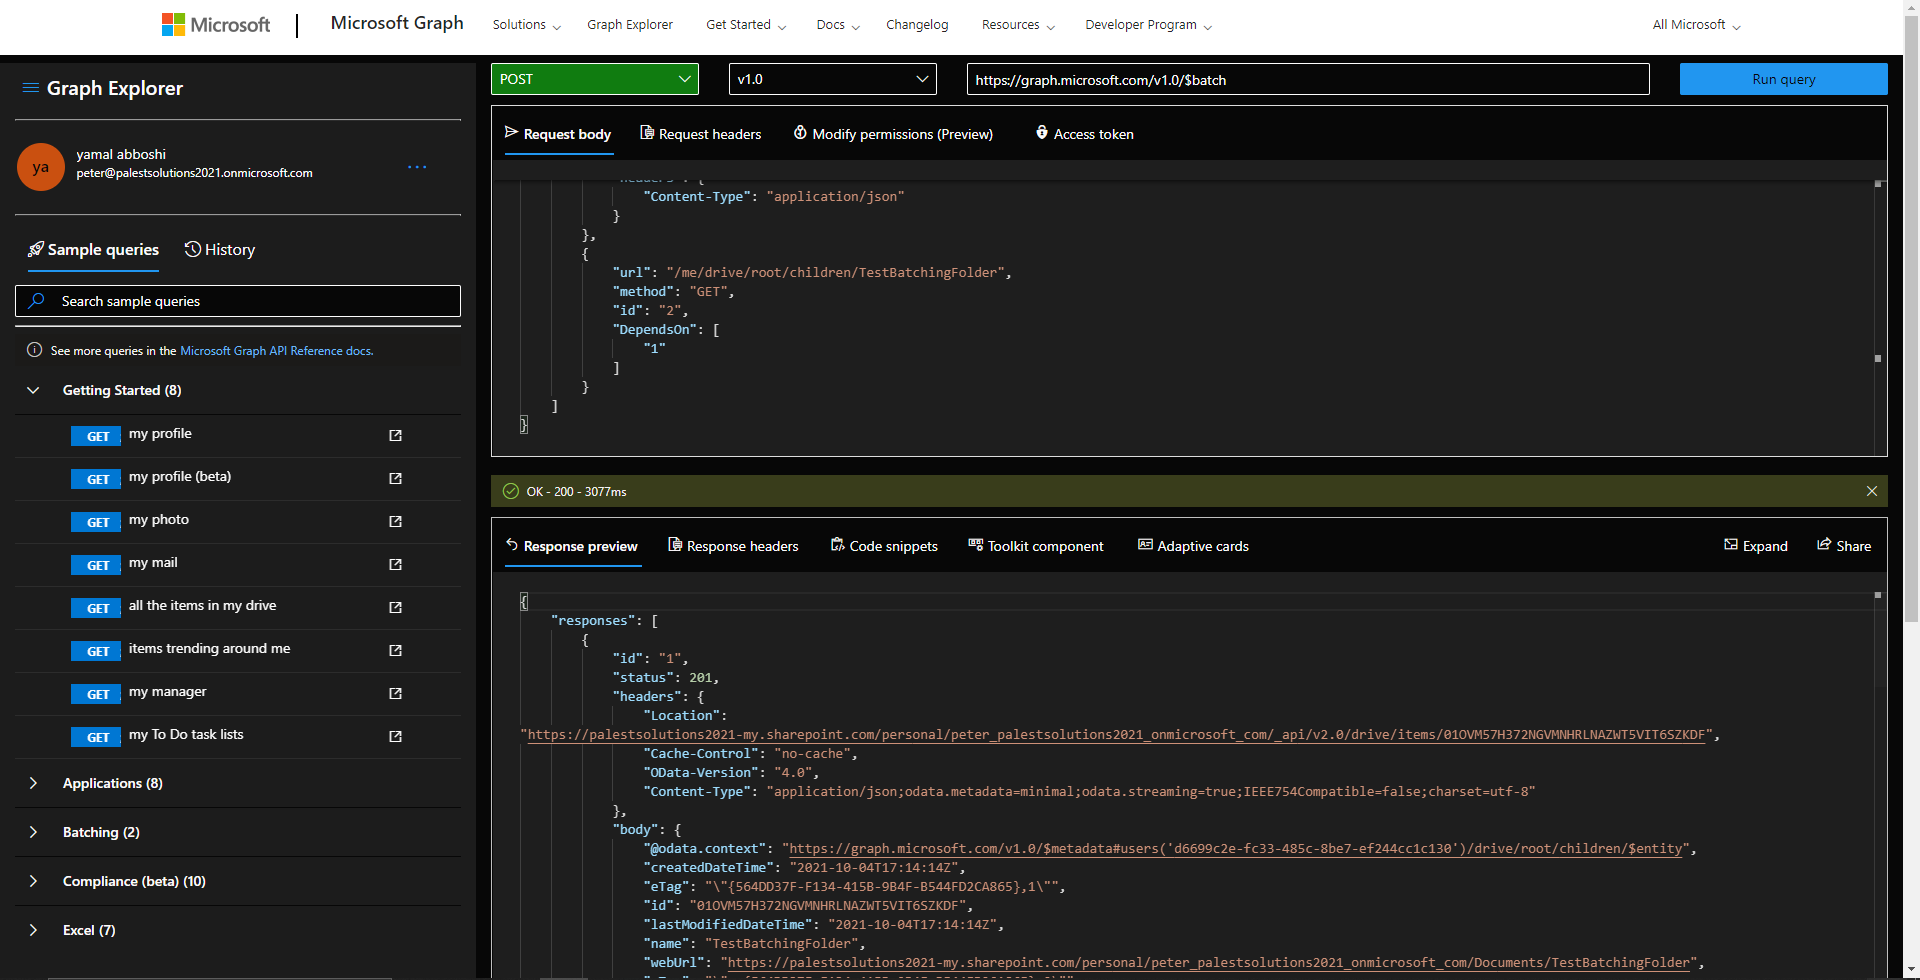 Microsoft
Microsoft Graph
Solutions
Graph Explorer
Get Started
Docs
Changelog
Resources
Developer Program
All Microsoft
Graph Explorer
POST
v1.0
https://graph.microsoft.com/v1.0/$batch
Run query
ya
yamal abboshi
peter@palestsolutions2021.onmicrosoft.com
...
Sample queries
History
Search sample queries
See more queries in the Microsoft Graph API Reference docs.
Getting Started (8)
GET my profile
GET my profile (beta)
GET my photo
GET my mail
GET all the items in my drive
GET items trending around me
GET my manager
GET my To Do task lists
Applications (8)
Batching (2)
Compliance (beta) (10)
Excel (7)
Request body
Request headers
Modify permissions (Preview)
Access token
"Content-Type": "application/json"
}
},
{
"url": "/me/drive/root/children/TestBatchingFolder",
"method": "GET",
"id": "2",
"DependsOn": [
"1"
]
}
]
}
OK - 200 - 3077ms
Response preview
Response headers
Code snippets
Toolkit component
Adaptive cards
Expand
Share
{
"responses": [
{
"id": "1",
"status": 201,
"headers": {
"Location":
"https://palestsolutions2021-my.sharepoint.com/personal/peter_palestsolutions2021_onmicrosoft_com/_api/v2.0/drive/items/01OVM57H372NGVMNHRLNAZWT5VIT6SZKDF",
"Cache-Control": "no-cache",
"OData-Version": "4.0",
"Content-Type": "application/json;odata.metadata=minimal;odata.streaming=true;IEEE754Compatible=false;charset=utf-8"
},
"body": {
"@odata.context": "https://graph.microsoft.com/v1.0/$metadata#users('d6699c2e-fc33-485c-8be7-ef244cc1c130')/drive/root/children/$entity",
"createdDateTime": "2021-10-04T17:14:14Z",
"eTag": "\"{564DD37F-F134-415B-9B4F-B544FD2CA865},1\"",
"id": "01OVM57H372NGVMNHRLNAZWT5VIT6SZKDF",
"lastModifiedDateTime": "2021-10-04T17:14:14Z",
"name": "TestBatchingFolder",
"webUrl": "https://palestsolutions2021-my.sharepoint.com/personal/peter_palestsolutions2021_onmicrosoft_com/Documents/TestBatchingFolder",